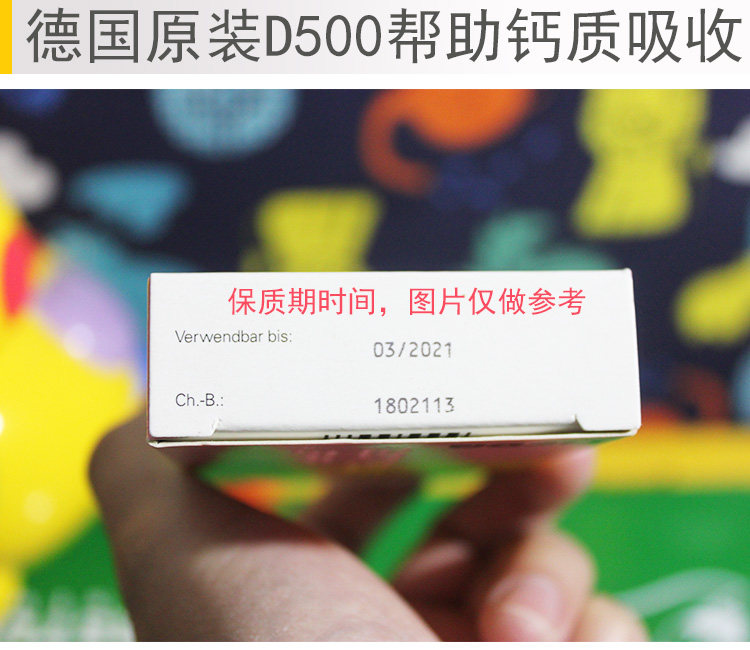 德国原装D500帮助钙质吸收
保质期时间，图片仅做参考
Verwendbar bis:
03/2021
Ch.-B.:
1802113